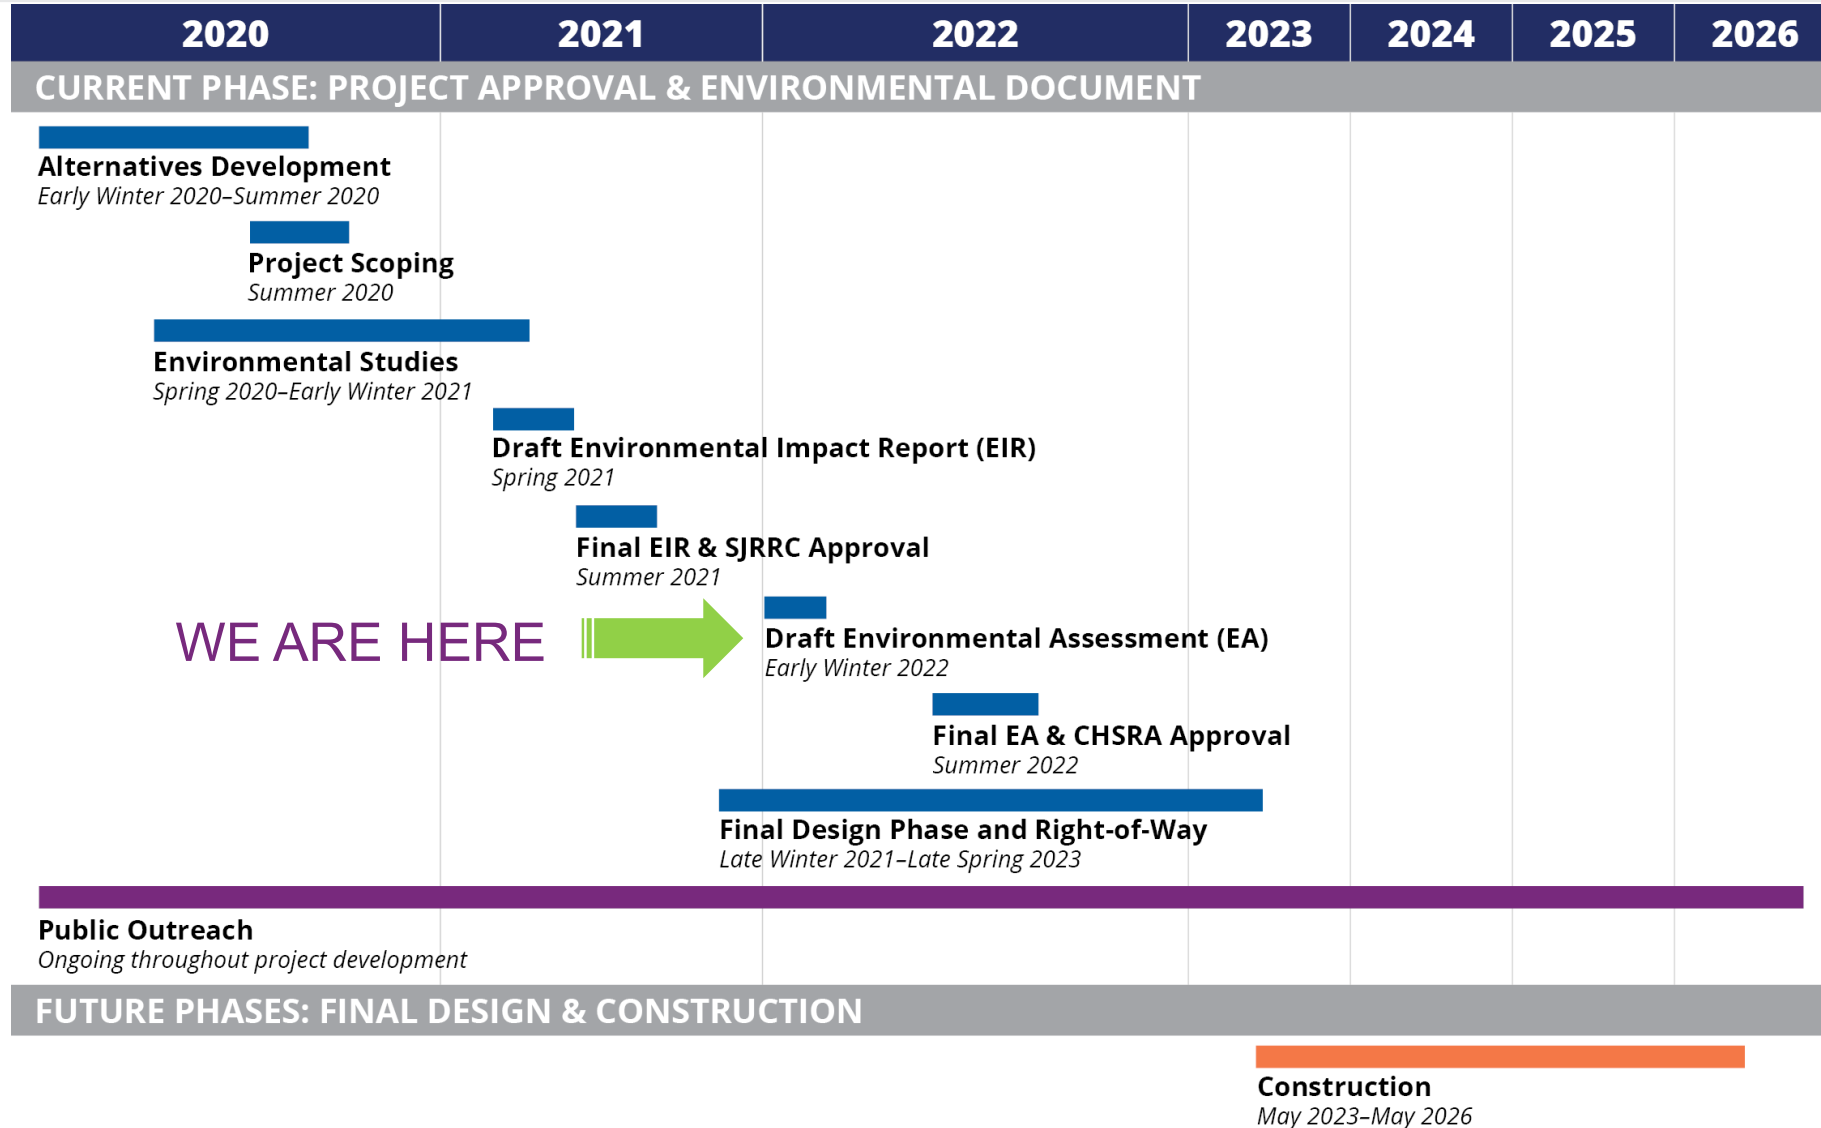 2020 2021 2022 2023 2024 2025 2026
CURRENT PHASE: PROJECT APPROVAL & ENVIRONMENTAL DOCUMENT
Alternatives Development
Early Winter 2020–Summer 2020
Project Scoping
Summer 2020
Environmental Studies
Spring 2020–Early Winter 2021
Draft Environmental Impact Report (EIR)
Spring 2021
Final EIR & SJRRC Approval
Summer 2021
WE ARE HERE
Draft Environmental Assessment (EA)
Early Winter 2022
Final EA & CHSRA Approval
Summer 2022
Final Design Phase and Right-of-Way
Late Winter 2021–Late Spring 2023
Public Outreach
Ongoing throughout project development
FUTURE PHASES: FINAL DESIGN & CONSTRUCTION
Construction
May 2023–May 2026